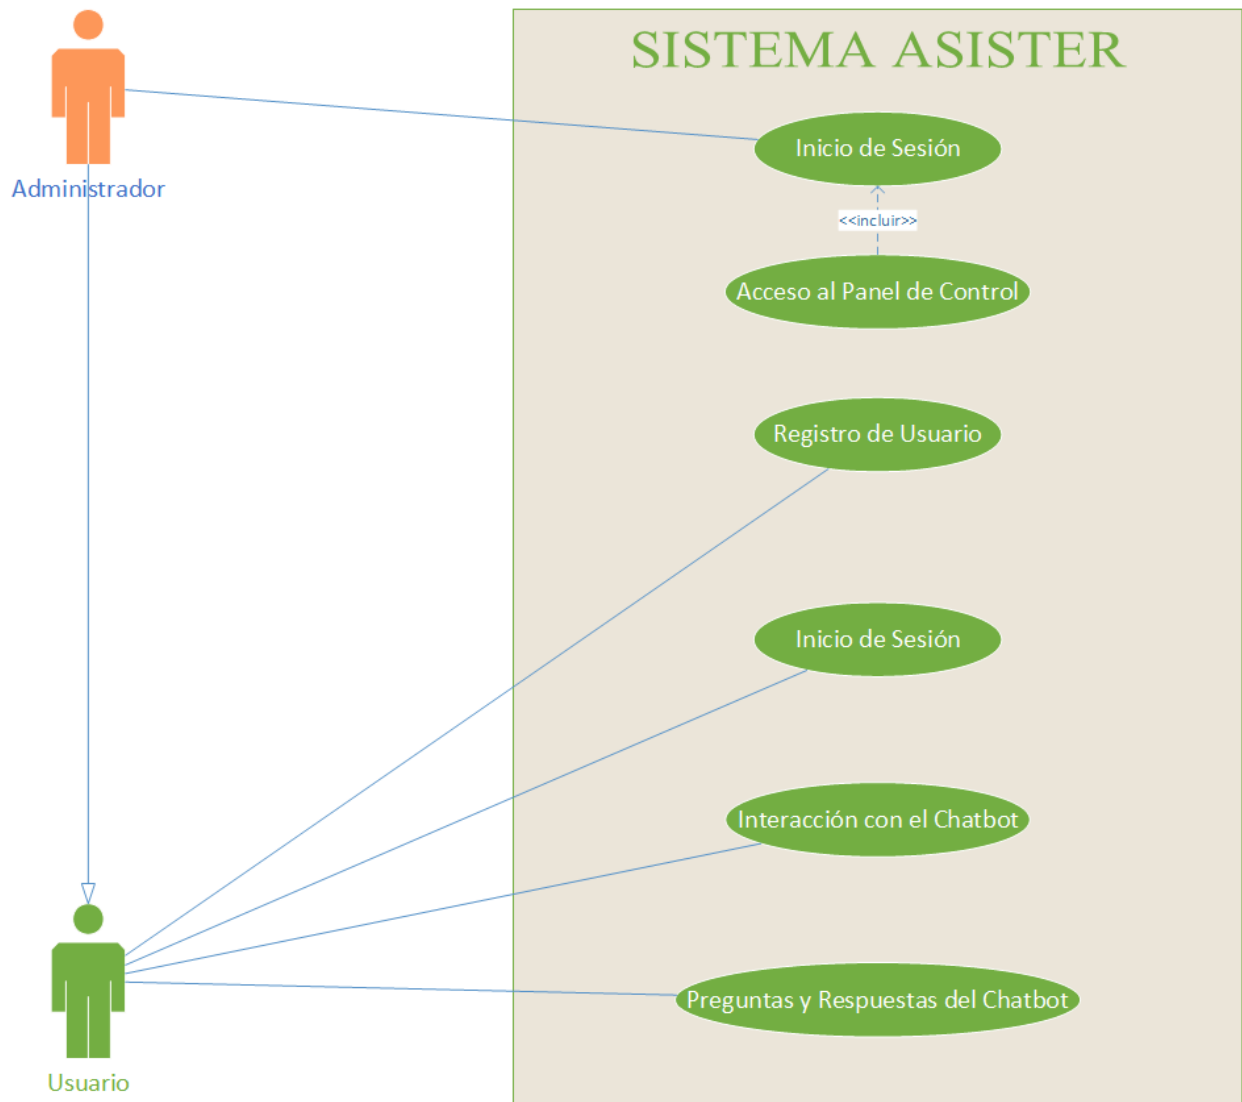 SISTEMA ASISTER
Administrador
Inicio de Sesión
<<incluir>>
Acceso al Panel de Control
Registro de Usuario
Inicio de Sesión
Interacción con el Chatbot
Preguntas y Respuestas del Chatbot
Usuario